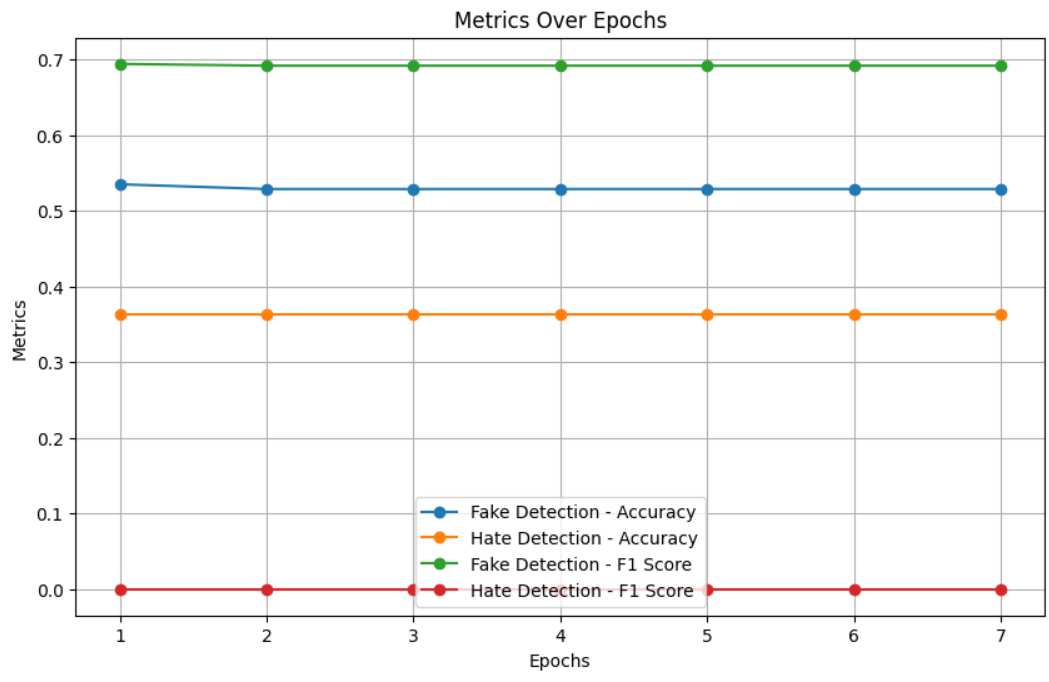 Metrics Over Epochs
Metrics
0.7
0.6
0.5
0.4
0.3
0.2
0.1
0.0
Fake Detection - Accuracy
Hate Detection - Accuracy
Fake Detection - F1 Score
Hate Detection - F1 Score
1 2 3 4 5 6 7
Epochs